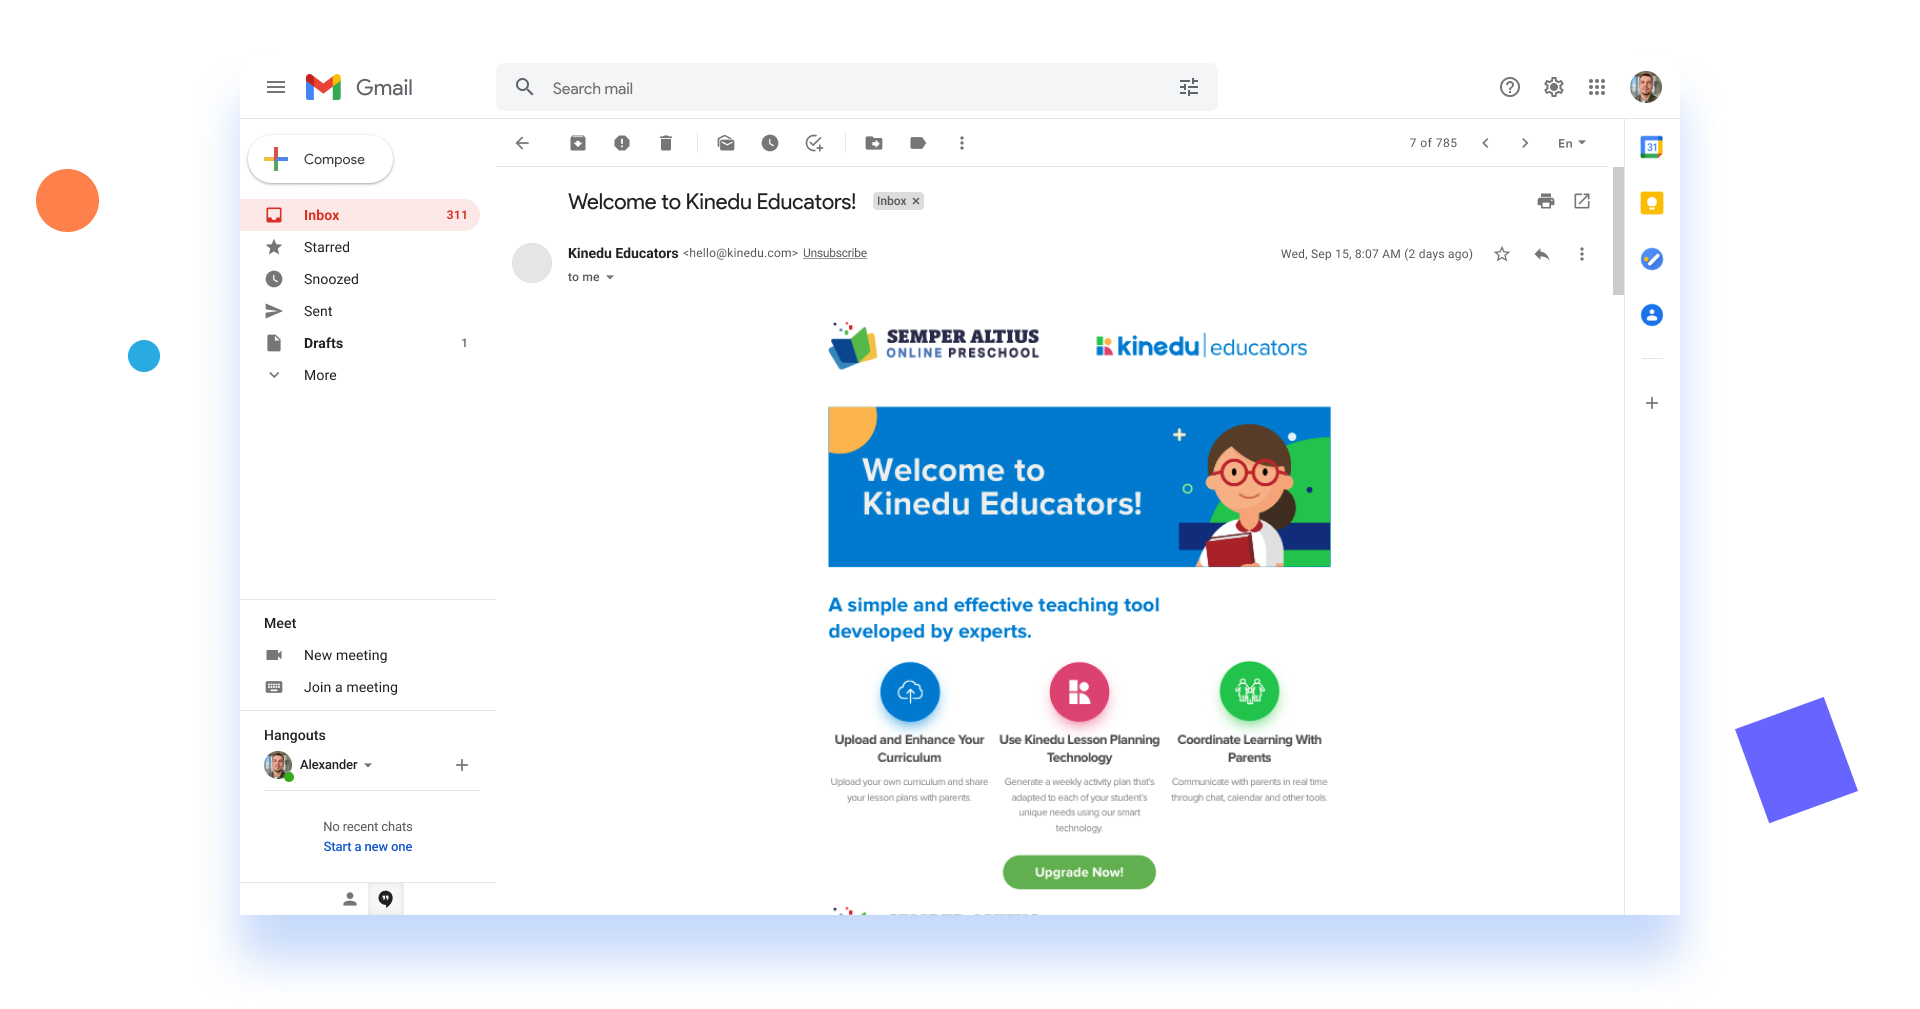 Gmail
Search mail
Compose
Inbox 311
Starred
Snoozed
Sent
Drafts 1
More
Meet
New meeting
Join a meeting
Hangouts
Alexander
No recent chats
Start a new one
7 of 785
En
Welcome to Kinedu Educators!
Inbox ×
Kinedu Educators <hello@kinedu.com> Unsubscribe
to me
Wed, Sep 15, 8:07 AM (2 days ago)
31
SEMPER ALTIUS
ONLINE PRESCHOOL
kinedu educators
Welcome to
Kinedu Educators!
A simple and effective teaching tool
developed by experts.
Upload and Enhance Your
Curriculum
Upload your own curriculum and share
your lesson plans with parents.
Use Kinedu Lesson Planning
Technology
Generate a weekly activity plan that's
adapted to each of your student's
unique needs using our smart
technology.
Coordinate Learning With
Parents
Communicate with parents in real time
through chat, calendar and other tools.
Upgrade Now!